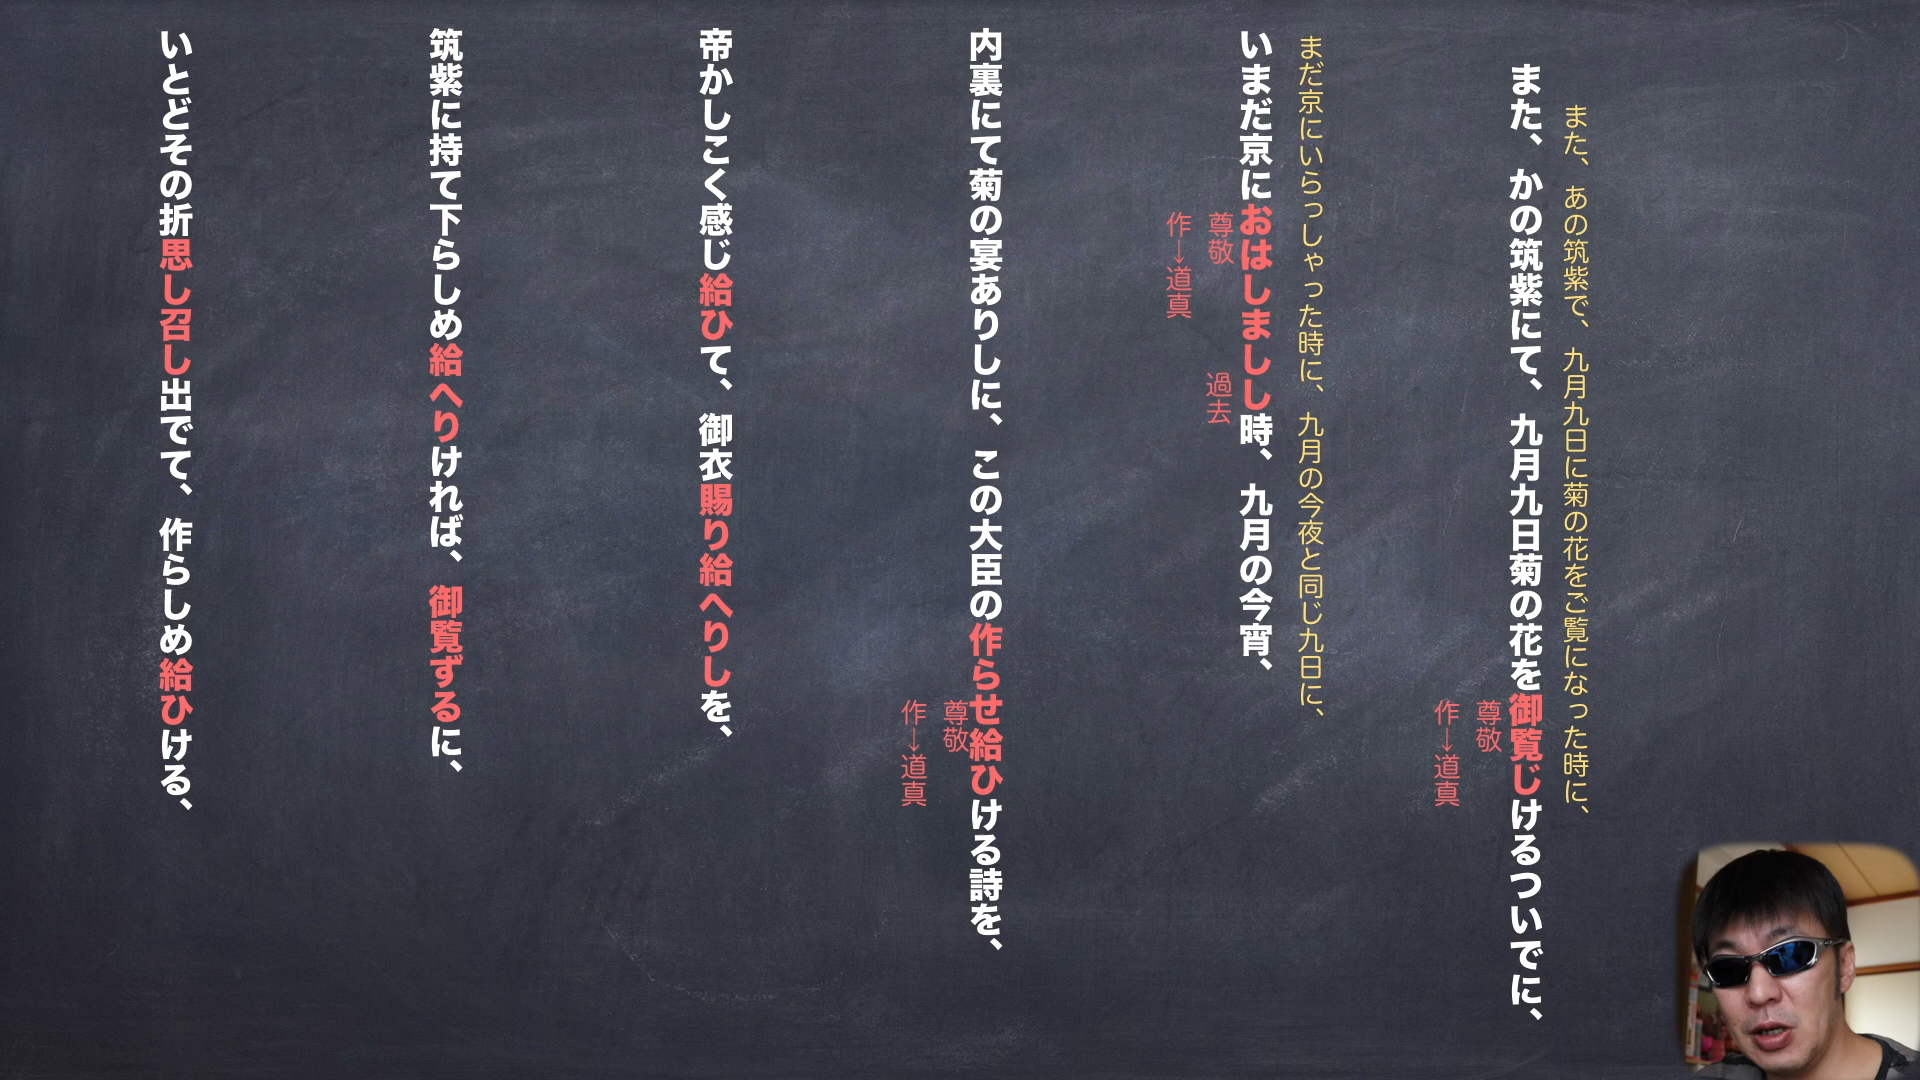 また、あの筑紫で、九月九日に菊の花をご覧になった時に、
また、かの筑紫にて、九月九日菊の花を御覧じけるついでに、
尊敬
作→道真
まだ京にいらっしゃった時に、九月の今夜と同じ九日に、
いまだ京におはしましし時、九月の今宵、
尊敬
過去
作→道真
内裏にて菊の宴ありしに、この大臣の作らせ給ひける詩を、
尊敬
作→道真
帝かしこく感じ給ひて、御衣賜り給へりしを、
筑紫に持て下らしめ給へりければ、御覧ずるに、
いとどその折思し召し出でて、作らしめ給ひける、